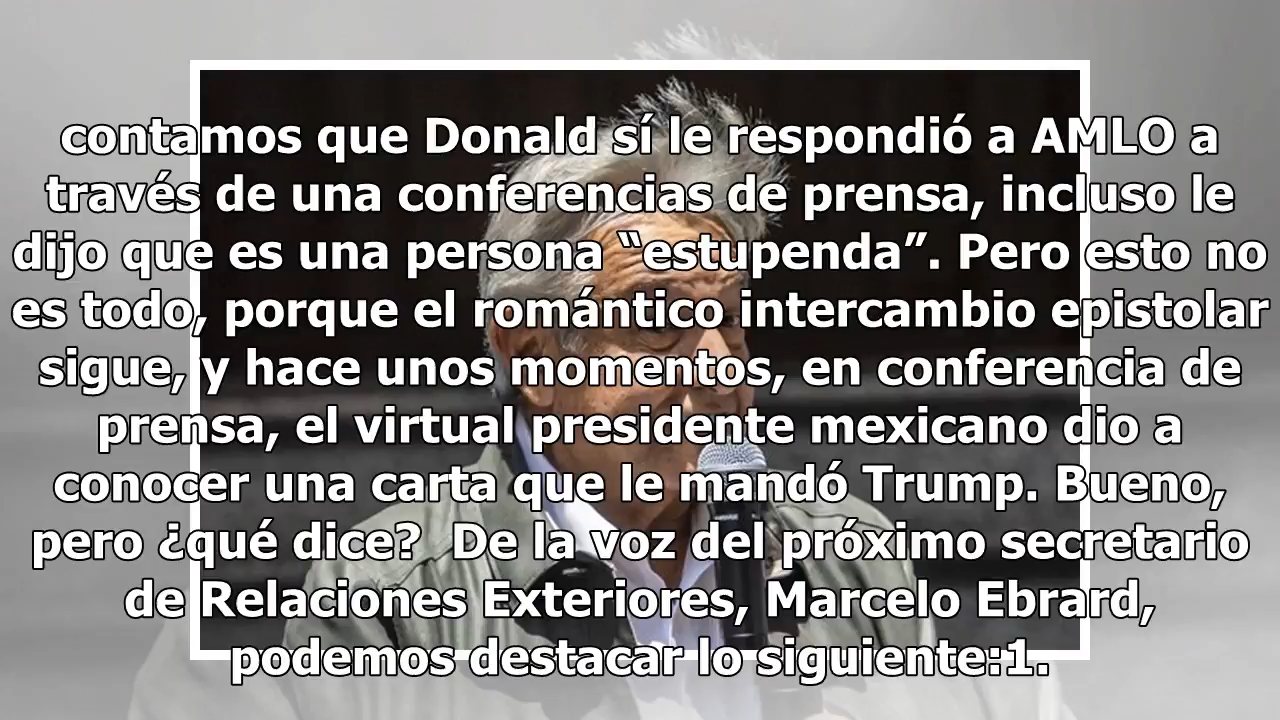 contamos que Donald sí le respondió a AMLO a
través de una conferencias de prensa, incluso le
dijo que es una persona “estupenda”. Pero esto no
es todo, porque el romántico intercambio epistolar
sigue, y hace unos momentos, en conferencia de
prensa, el virtual presidente mexicano dio a
conocer una carta que le mandó Trump. Bueno,
pero ¿qué dice?  De la voz del próximo secretario
de Relaciones Exteriores, Marcelo Ebrard,
podemos destacar lo siguiente:1.